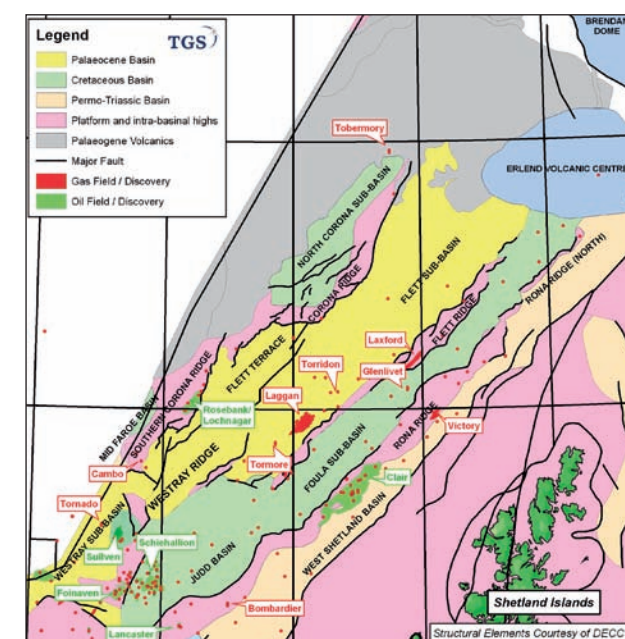 Legend
TGS
Palaeocene Basin
Cretaceous Basin
Permo-Triassic Basin
Platform and intra-basinal highs
Palaeogene Volcanics
Major Fault
Gas Field / Discovery
Oil Field / Discovery
BRENDAN
DOME
Tobermory
ERLEND VOLCANIC CENTRE
NORTH CORONA SUB-BASIN
CORONA RIDGE
FLETT SUB-BASIN
RONA RIDGE (NORTH)
FLETT RIDGE
FLETT TERRACE
Laxford
Torridon
Glenlivet
Laggan
MID FAROE BASIN
SOUTHERN CORONA RIDGE
Rosebank/
Lochnagar
RONA RIDGE
Victory
Cambo
WESTRAY RIDGE
Tormore
FOULA SUB-BASIN
Clair
Tornado
WESTRAY SUB-BASIN
Schiehallion
Suilven
JUDD BASIN
WEST SHETLAND BASIN
Foinaven
Bombardier
Shetland Islands
Lancaster
Structural Elements Courtesy of DECC